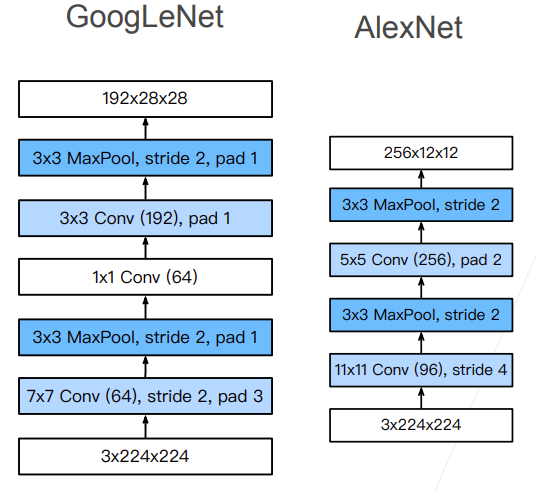 GoogLeNet
192x28x28
3x3 MaxPool, stride 2, pad 1
3x3 Conv (192), pad 1
1x1 Conv (64)
3x3 MaxPool, stride 2, pad 1
7x7 Conv (64), stride 2, pad 3
3x224x224
AlexNet
256x12x12
3x3 MaxPool, stride 2
5x5 Conv (256), pad 2
3x3 MaxPool, stride 2
11x11 Conv (96), stride 4
3x224x224